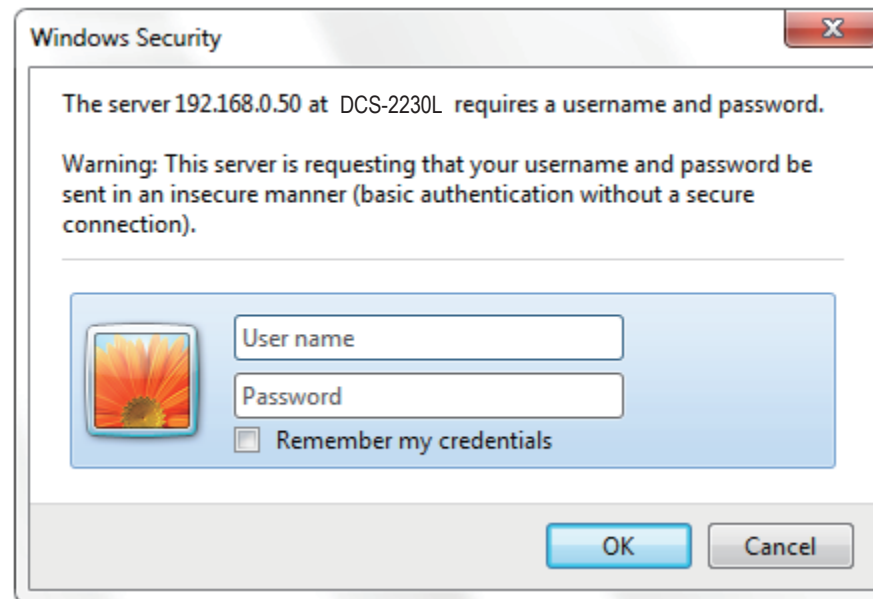 Windows Security
The server 192.168.0.50 at DCS-2230L requires a username and password.
Warning: This server is requesting that your username and password be
sent in an insecure manner (basic authentication without a secure
connection).
User name
Password
Remember my credentials
OK
Cancel